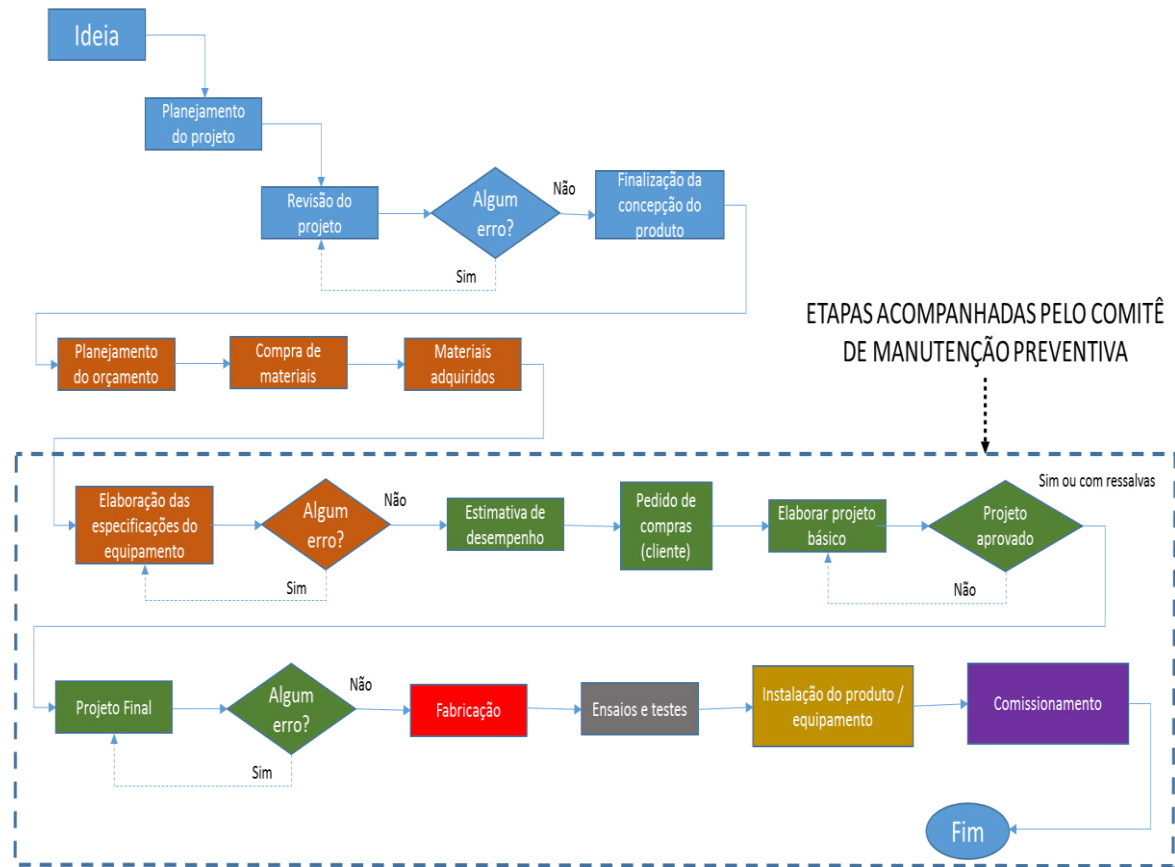 Ideia
Planejamento
do projeto
Revisão do
projeto
Algum
erro?
Não
Sim
Finalização da
concepção do
produto
ETAPAS ACOMPANHADAS PELO COMITÊ
DE MANUTENÇÃO PREVENTIVA
Planejamento
do orçamento
Compra de
materiais
Materiais
adquiridos
Elaboração das
especificações do
equipamento
Algum
erro?
Não
Sim
Estimativa de
desempenho
Pedido de
compras
(cliente)
Elaborar projeto
básico
Projeto
aprovado
Sim ou com ressalvas
Não
Projeto Final
Algum
erro?
Não
Sim
Fabricação
Ensaios e testes
Instalação do produto /
equipamento
Comissionamento
Fim